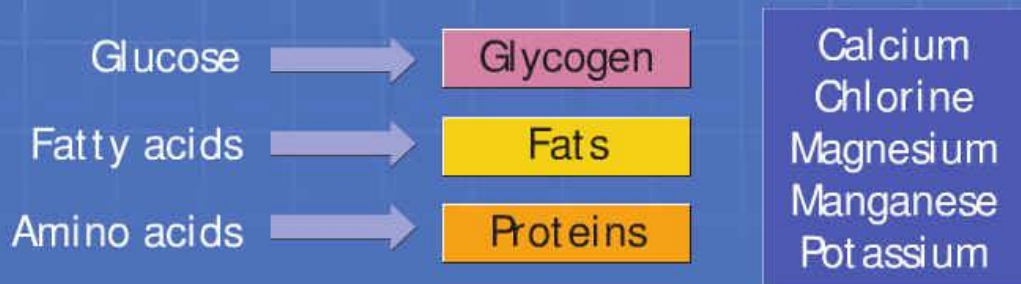 Glucose
Glycogen
Fatty acids
Fats
Amino acids
Proteins
Calcium
Chlorine
Magnesium
Manganese
Potassium